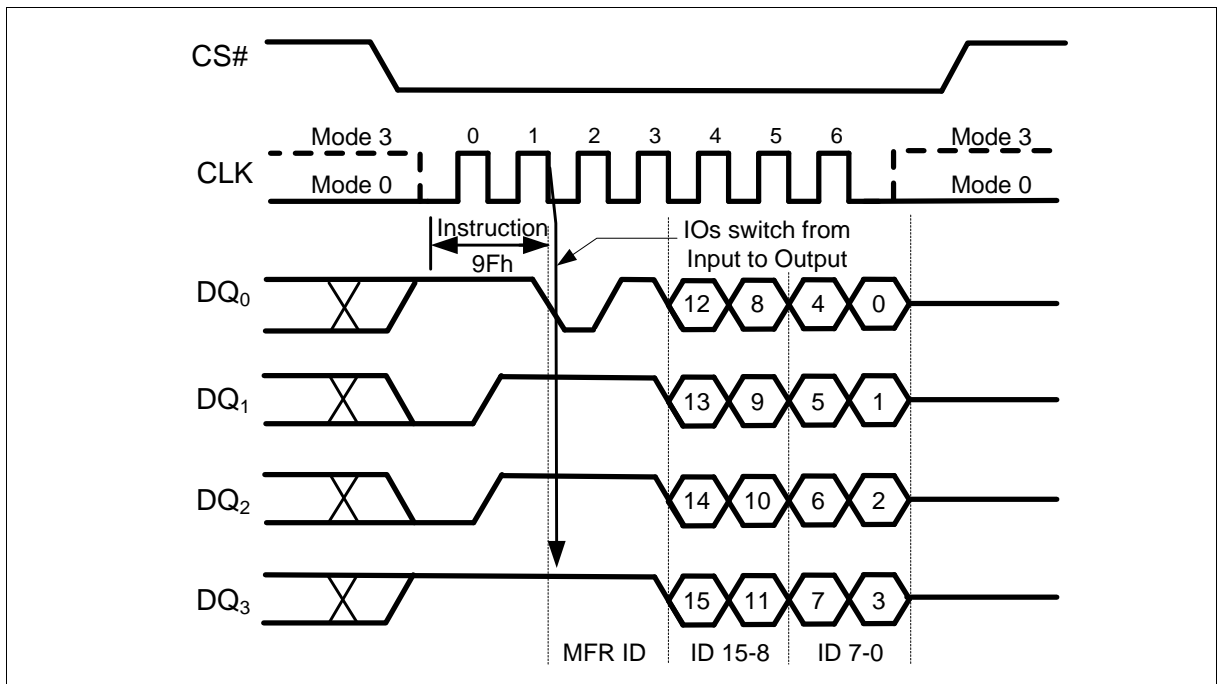 CS#
Mode 3 0 1 2 3 4 5 6 Mode 3
CLK
Mode 0 Mode 0
Instruction
9Fh
IOs switch from
Input to Output
DQ0 12 8 4 0
DQ1 13 9 5 1
DQ2 14 10 6 2
DQ3 15 11 7 3
MFR ID ID 15-8 ID 7-0